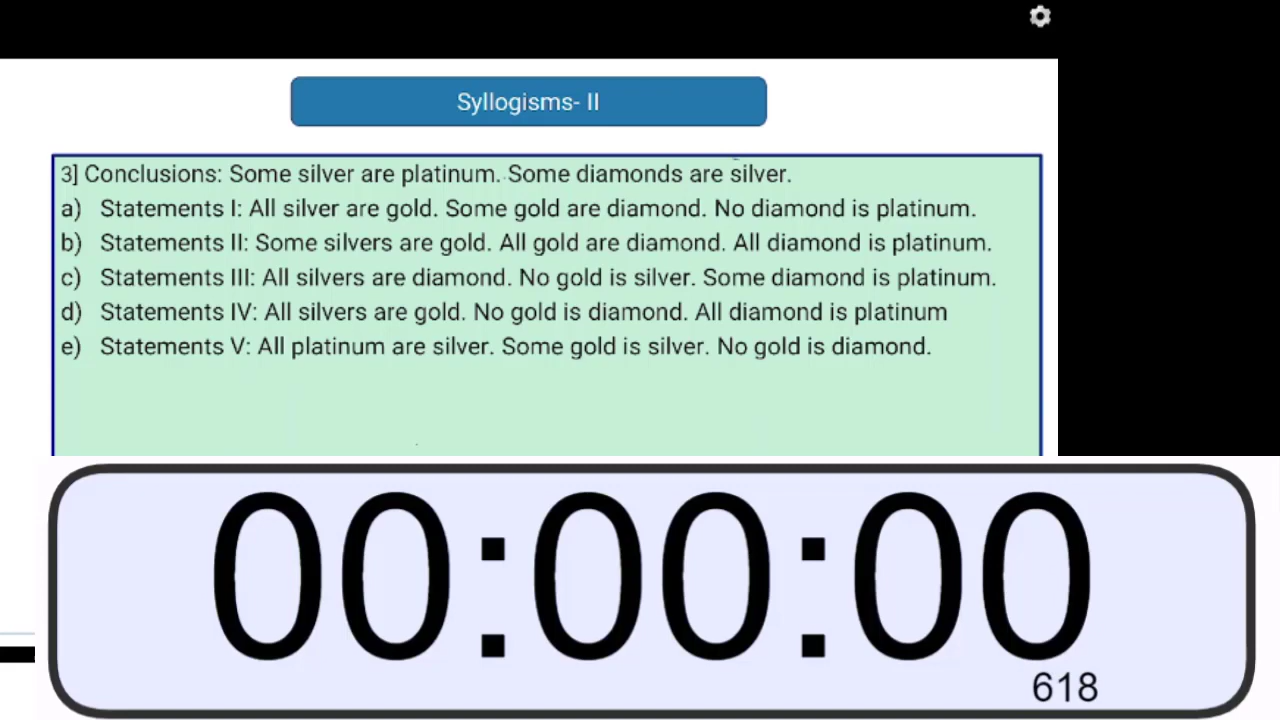 Syllogisms- II
3] Conclusions: Some silver are platinum. Some diamonds are silver.
a) Statements I: All silver are gold. Some gold are diamond. No diamond is platinum.
b) Statements II: Some silvers are gold. All gold are diamond. All diamond is platinum.
c) Statements III: All silvers are diamond. No gold is silver. Some diamond is platinum.
d) Statements IV: All silvers are gold. No gold is diamond. All diamond is platinum
e) Statements V: All platinum are silver. Some gold is silver. No gold is diamond.
00:00:00
618